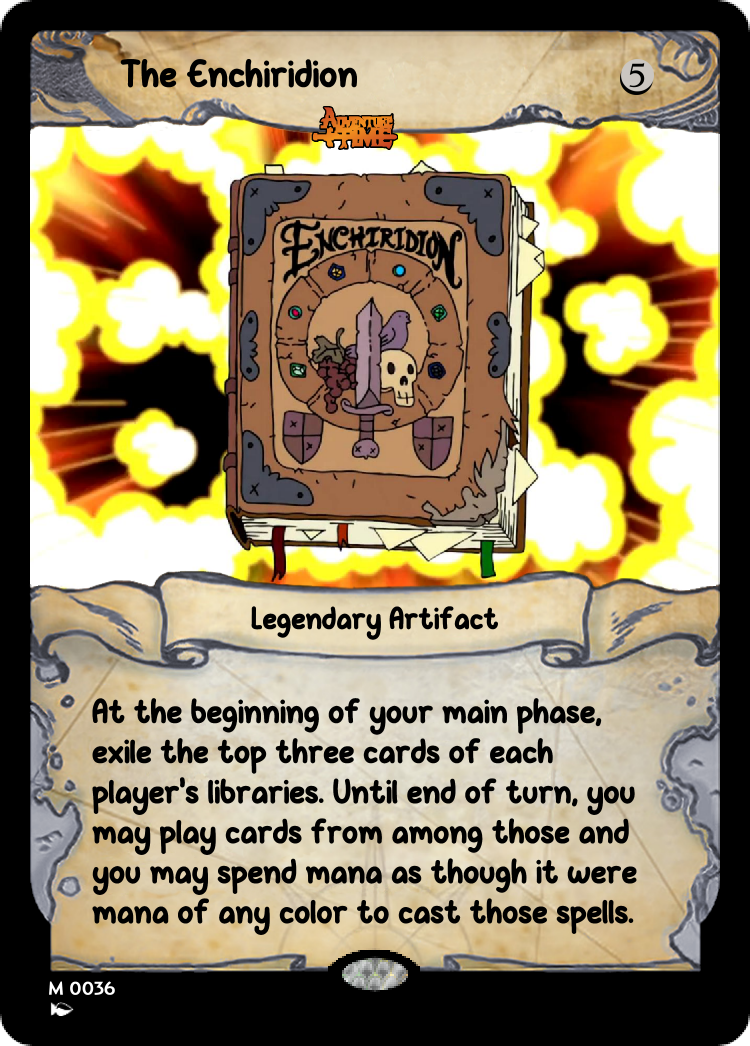 The Enchiridion
5
ADVENTURE
TIME
ENCHIRIDION
Legendary Artifact
At the beginning of your main phase,
exile the top three cards of each
player's libraries. Until end of turn, you
may play cards from among those and
you may spend mana as though it were
mana of any color to cast those spells.
M 0036